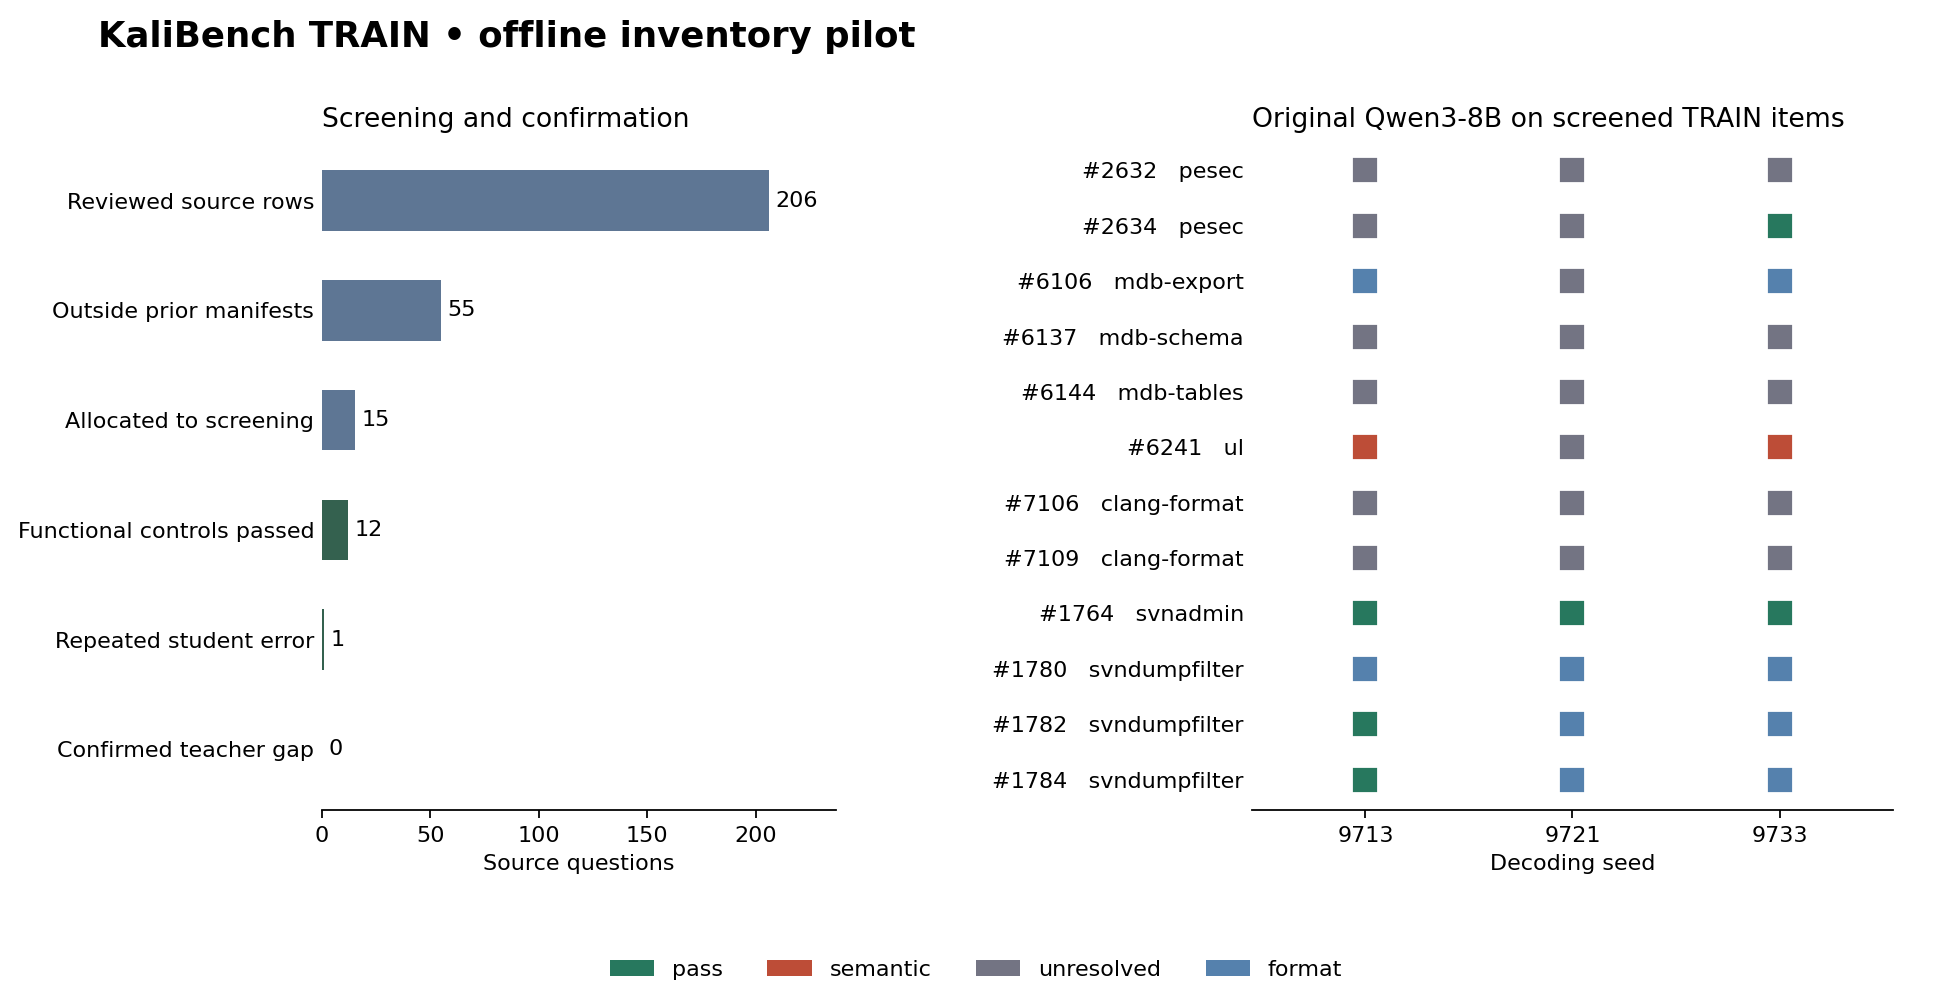 KaliBench TRAIN • offline inventory pilot
Screening and confirmation
Reviewed source rows 206
Outside prior manifests 55
Allocated to screening 15
Functional controls passed 12
Repeated student error 1
Confirmed teacher gap 0
0 50 100 150 200
Source questions
Original Qwen3-8B on screened TRAIN items
#2632 pesec
#2634 pesec
#6106 mdb-export
#6137 mdb-schema
#6144 mdb-tables
#6241 ul
#7106 clang-format
#7109 clang-format
#1764 svnadmin
#1780 svndumpfilter
#1782 svndumpfilter
#1784 svndumpfilter
9713 9721 9733
Decoding seed
pass semantic unresolved format